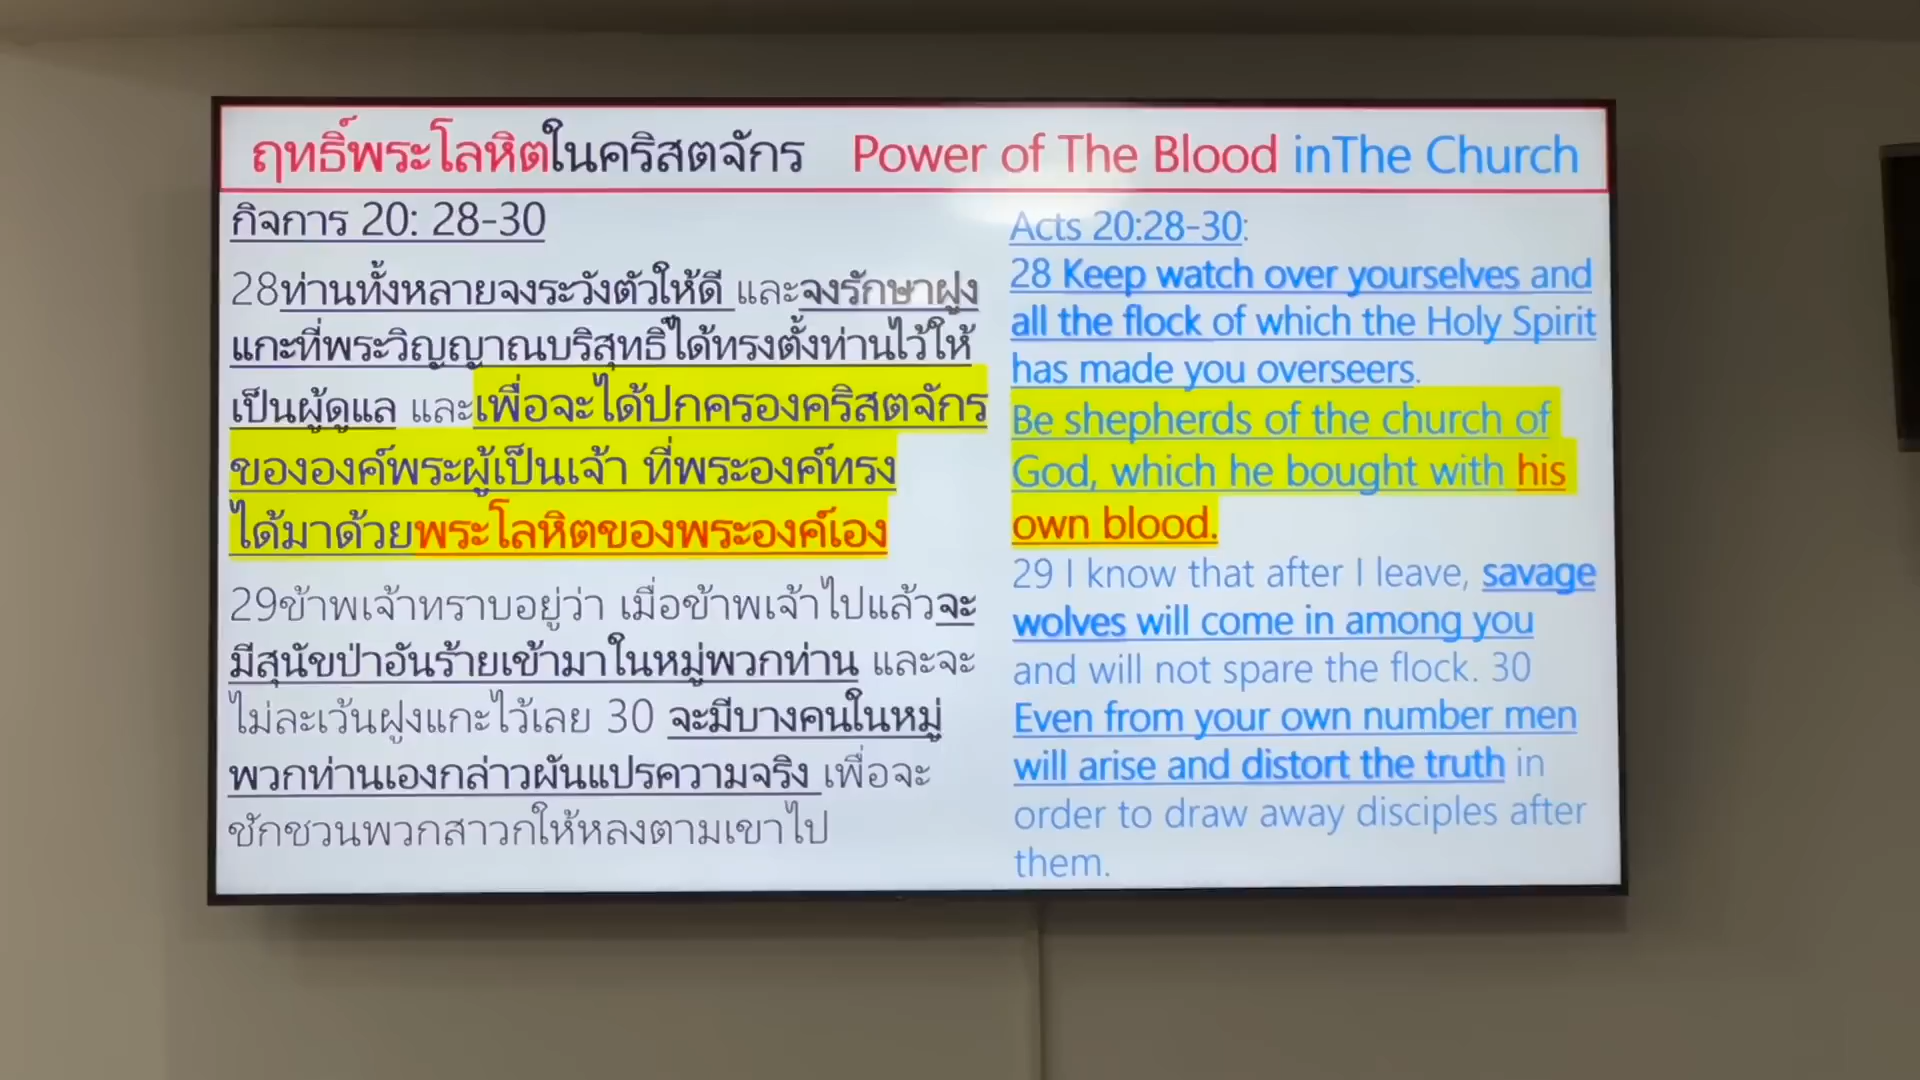 ฤทธิ์พระโลหิตในคริสตจักร Power of The Blood inThe Church
กิจการ 20: 28-30
28ท่านทั้งหลายจงระวังตัวให้ดี และจงรักษาฝูง
แกะที่พระวิญญาณบริสุทธิ์ได้ทรงตั้งท่านไว้ให้
เป็นผู้ดูแล และเพื่อจะได้ปกครองคริสตจักร
ขององค์พระผู้เป็นเจ้า ที่พระองค์ทรง
ได้มาด้วยพระโลหิตของพระองค์เอง
29ข้าพเจ้าทราบอยู่ว่า เมื่อข้าพเจ้าไปแล้วจะ
มีสุนัขป่าอันร้ายเข้ามาในหมู่พวกท่าน และจะ
ไม่ละเว้นฝูงแกะไว้เลย 30 จะมีบางคนในหมู่
พวกท่านเองกล่าวผันแปรความจริง เพื่อจะ
ชักชวนพวกสาวกให้หลงตามเขาไป
Acts 20:28-30:
28 Keep watch over yourselves and
all the flock of which the Holy Spirit
has made you overseers.
Be shepherds of the church of
God, which he bought with his
own blood.
29 I know that after I leave, savage
wolves will come in among you
and will not spare the flock. 30
Even from your own number men
will arise and distort the truth in
order to draw away disciples after
them.